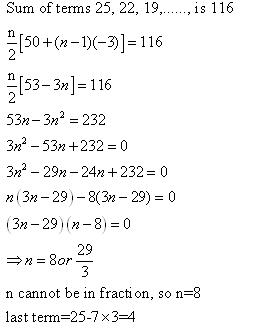 Sum of terms 25, 22, 19,......, is 116
n/2[50+(n−1)(−3)]=116
n/2[53−3n]=116
53n−3n²=232
3n²−53n+232=0
3n²−29n−24n+232=0
n(3n−29)−8(3n−29)=0
(3n−29)(n−8)=0
⇒n=8or 29/3
n cannot be in fraction, so n=8
last term=25-7×3=4